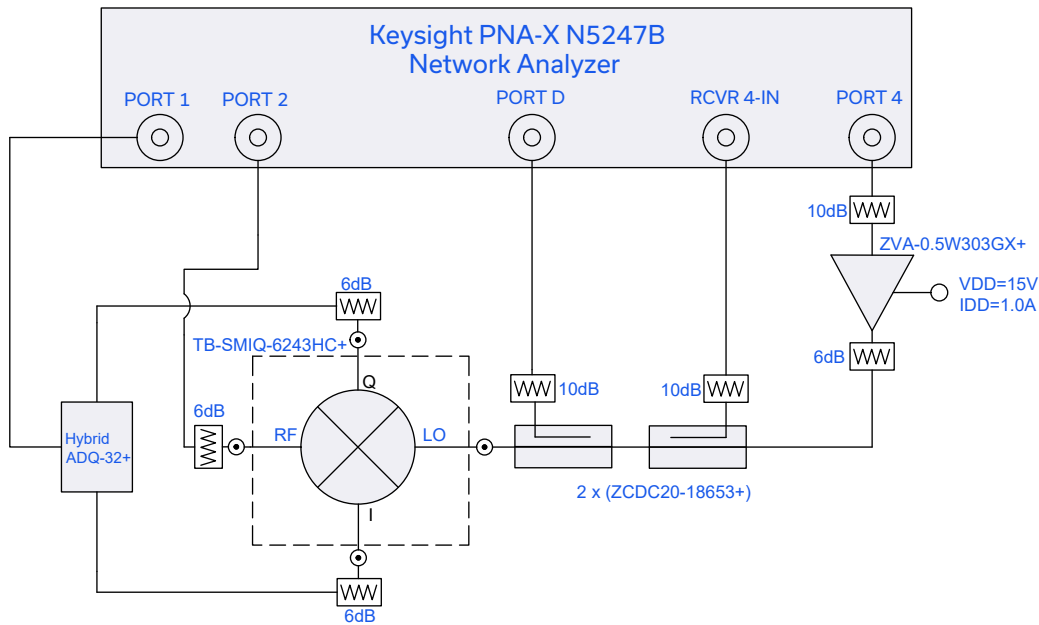 Keysight PNA-X N5247B
Network Analyzer
PORT 1
PORT 2
PORT D
RCVR 4-IN
PORT 4
10dB
ZVA-0.5W303GX+
VDD=15V
IDD=1.0A
6dB
6dB
TB-SMIQ-6243HC+
Q
10dB
10dB
6dB
RF
LO
Hybrid
ADQ-32+
2 x (ZCDC20-18653+)
I
6dB